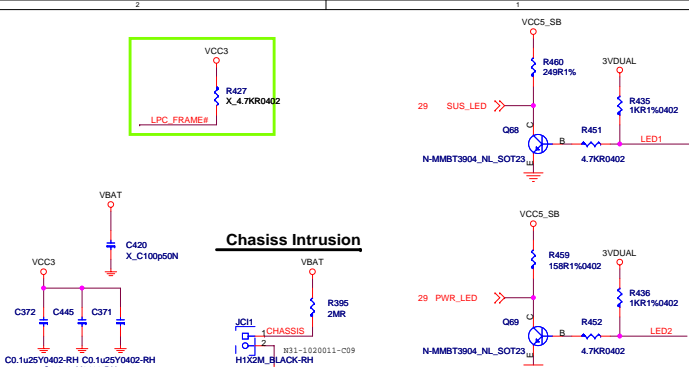 2
1
VCC3
R427
X_4.7KR0402
LPC_FRAME#
VCC5_SB
R460
249R1%
3VDUAL
R435
1KR1%0402
29 SUS_LED
C
Q68
B
R451
LED1
E
N-MMBT3904_NL_SOT23
4.7KR0402
VBAT
C420
X_C100p50N
VCC3
C372
C445
C371
C0.1u25Y0402-RH
C0.1u25Y0402-RH
Chasiss Intrusion
VBAT
R395
2MR
JCI1
1
CHASSIS
2
N31-1020011-C09
H1X2M_BLACK-RH
VCC5_SB
R459
158R1%0402
3VDUAL
R436
1KR1%0402
29 PWR_LED
C
Q69
B
R452
LED2
E
N-MMBT3904_NL_SOT23
4.7KR0402